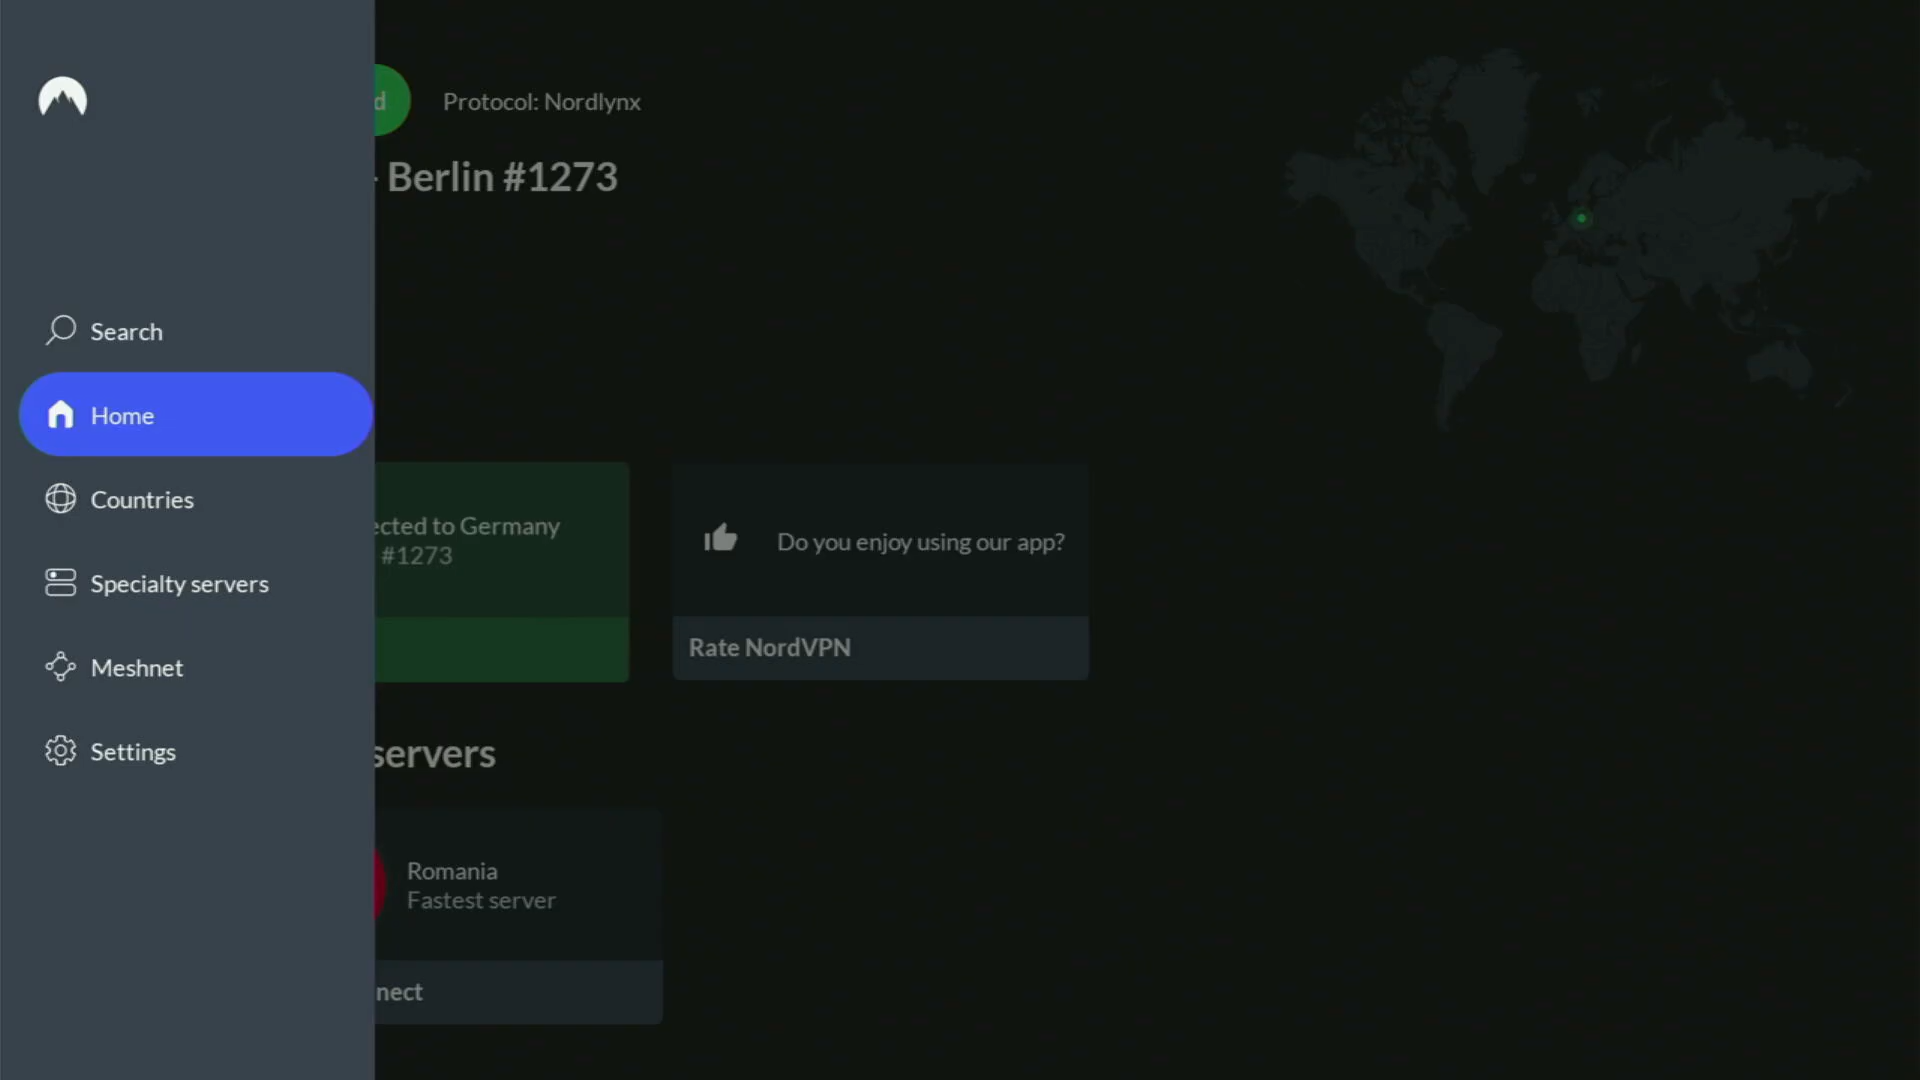 Search
Home
Countries
Specialty servers
Meshnet
Settings
d
Protocol: Nordlynx
- Berlin #1273
ected to Germany
#1273
Do you enjoy using our app?
Rate NordVPN
servers
Romania
Fastest server
nect